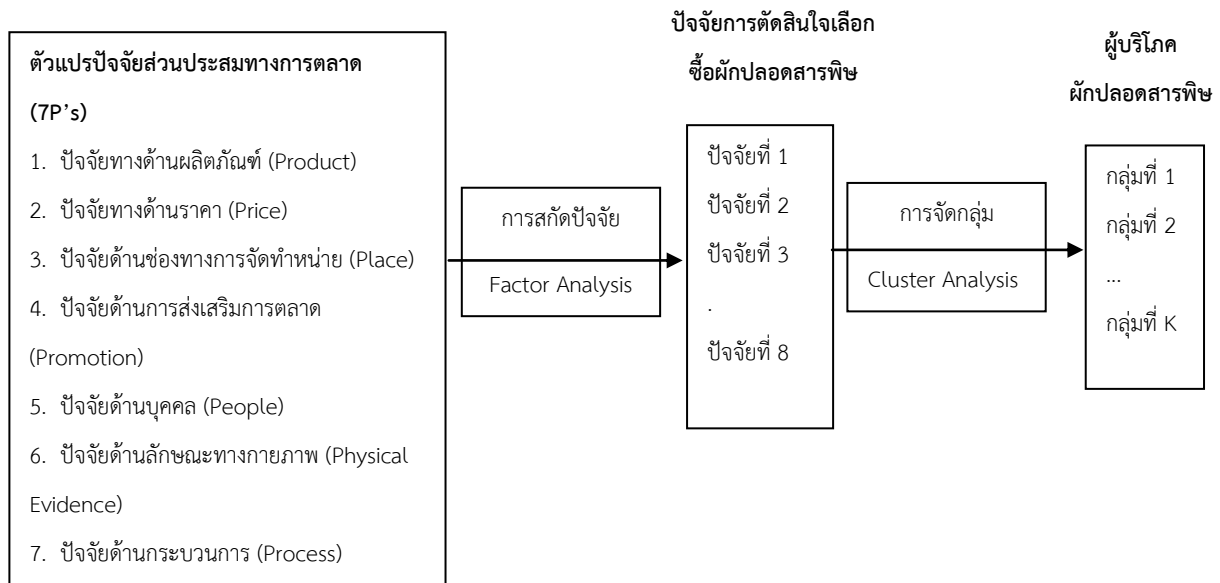 ตัวแปรปัจจัยส่วนประสมทางการตลาด
(7P's)
1. ปัจจัยทางด้านผลิตภัณฑ์ (Product)
2. ปัจจัยทางด้านราคา (Price)
3. ปัจจัยด้านช่องทางการจัดทำหน่าย (Place)
4. ปัจจัยด้านการส่งเสริมการตลาด
(Promotion)
5. ปัจจัยด้านบุคคล (People)
6. ปัจจัยด้านลักษณะทางกายภาพ (Physical
Evidence)
7. ปัจจัยด้านกระบวนการ (Process)
การสกัดปัจจัย
Factor Analysis
ปัจจัยการตัดสินใจเลือก
ซื้อผักปลอดสารพิษ
ปัจจัยที่ 1
ปัจจัยที่ 2
ปัจจัยที่ 3
.
ปัจจัยที่ 8
การจัดกลุ่ม
Cluster Analysis
ผู้บริโภค
ผักปลอดสารพิษ
กลุ่มที่ 1
กลุ่มที่ 2
...
กลุ่มที่ K